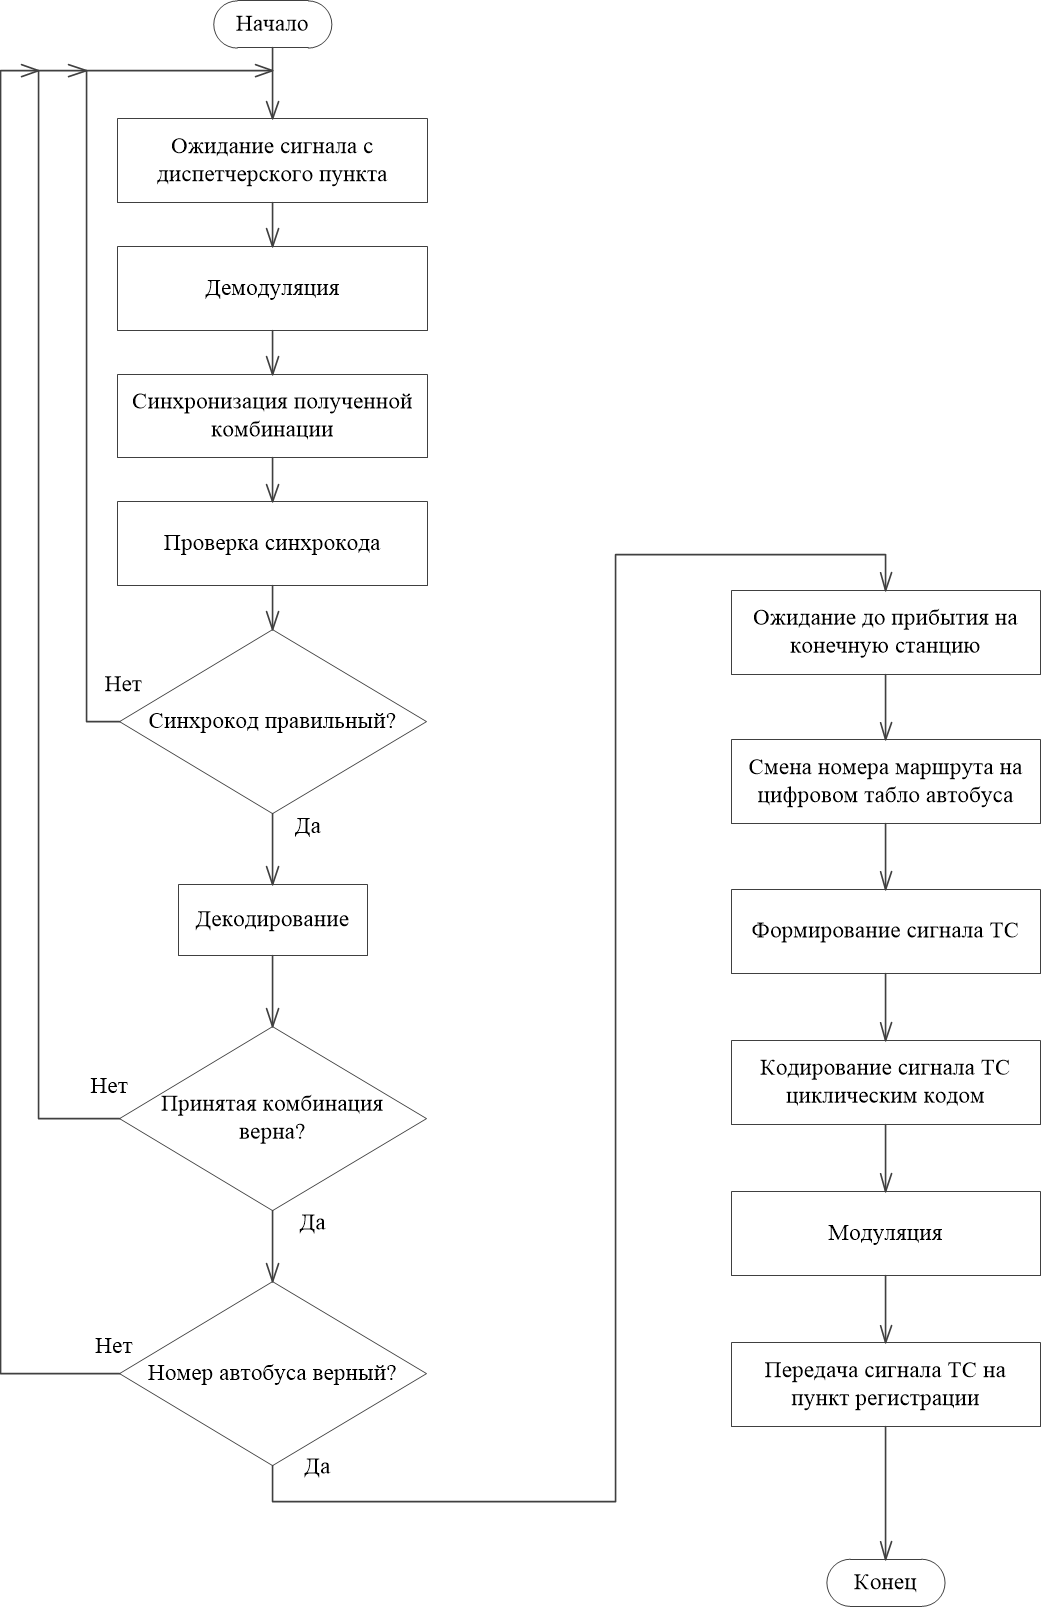 Начало
Ожидание сигнала с
диспетчерского пункта
Демодуляция
Синхронизация полученной
комбинации
Проверка синхрокода
Нет
Синхрокод правильный?
Да
Декодирование
Нет
Принятая комбинация
верна?
Да
Нет
Номер автобуса верный?
Да
Ожидание до прибытия на
конечную станцию
Смена номера маршрута на
цифровом табло автобуса
Формирование сигнала ТС
Кодирование сигнала ТС
циклическим кодом
Модуляция
Передача сигнала ТС на
пункт регистрации
Конец